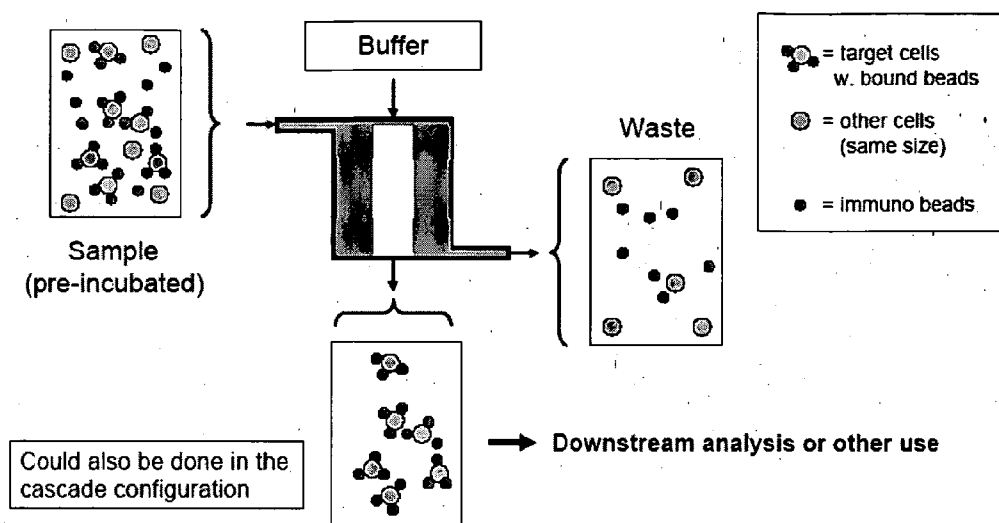 Buffer
Sample
(pre-incubated)
Waste
= target cells
w. bound beads
= other cells
(same size)
= immuno beads
Downstream analysis or other use
Could also be done in the
cascade configuration